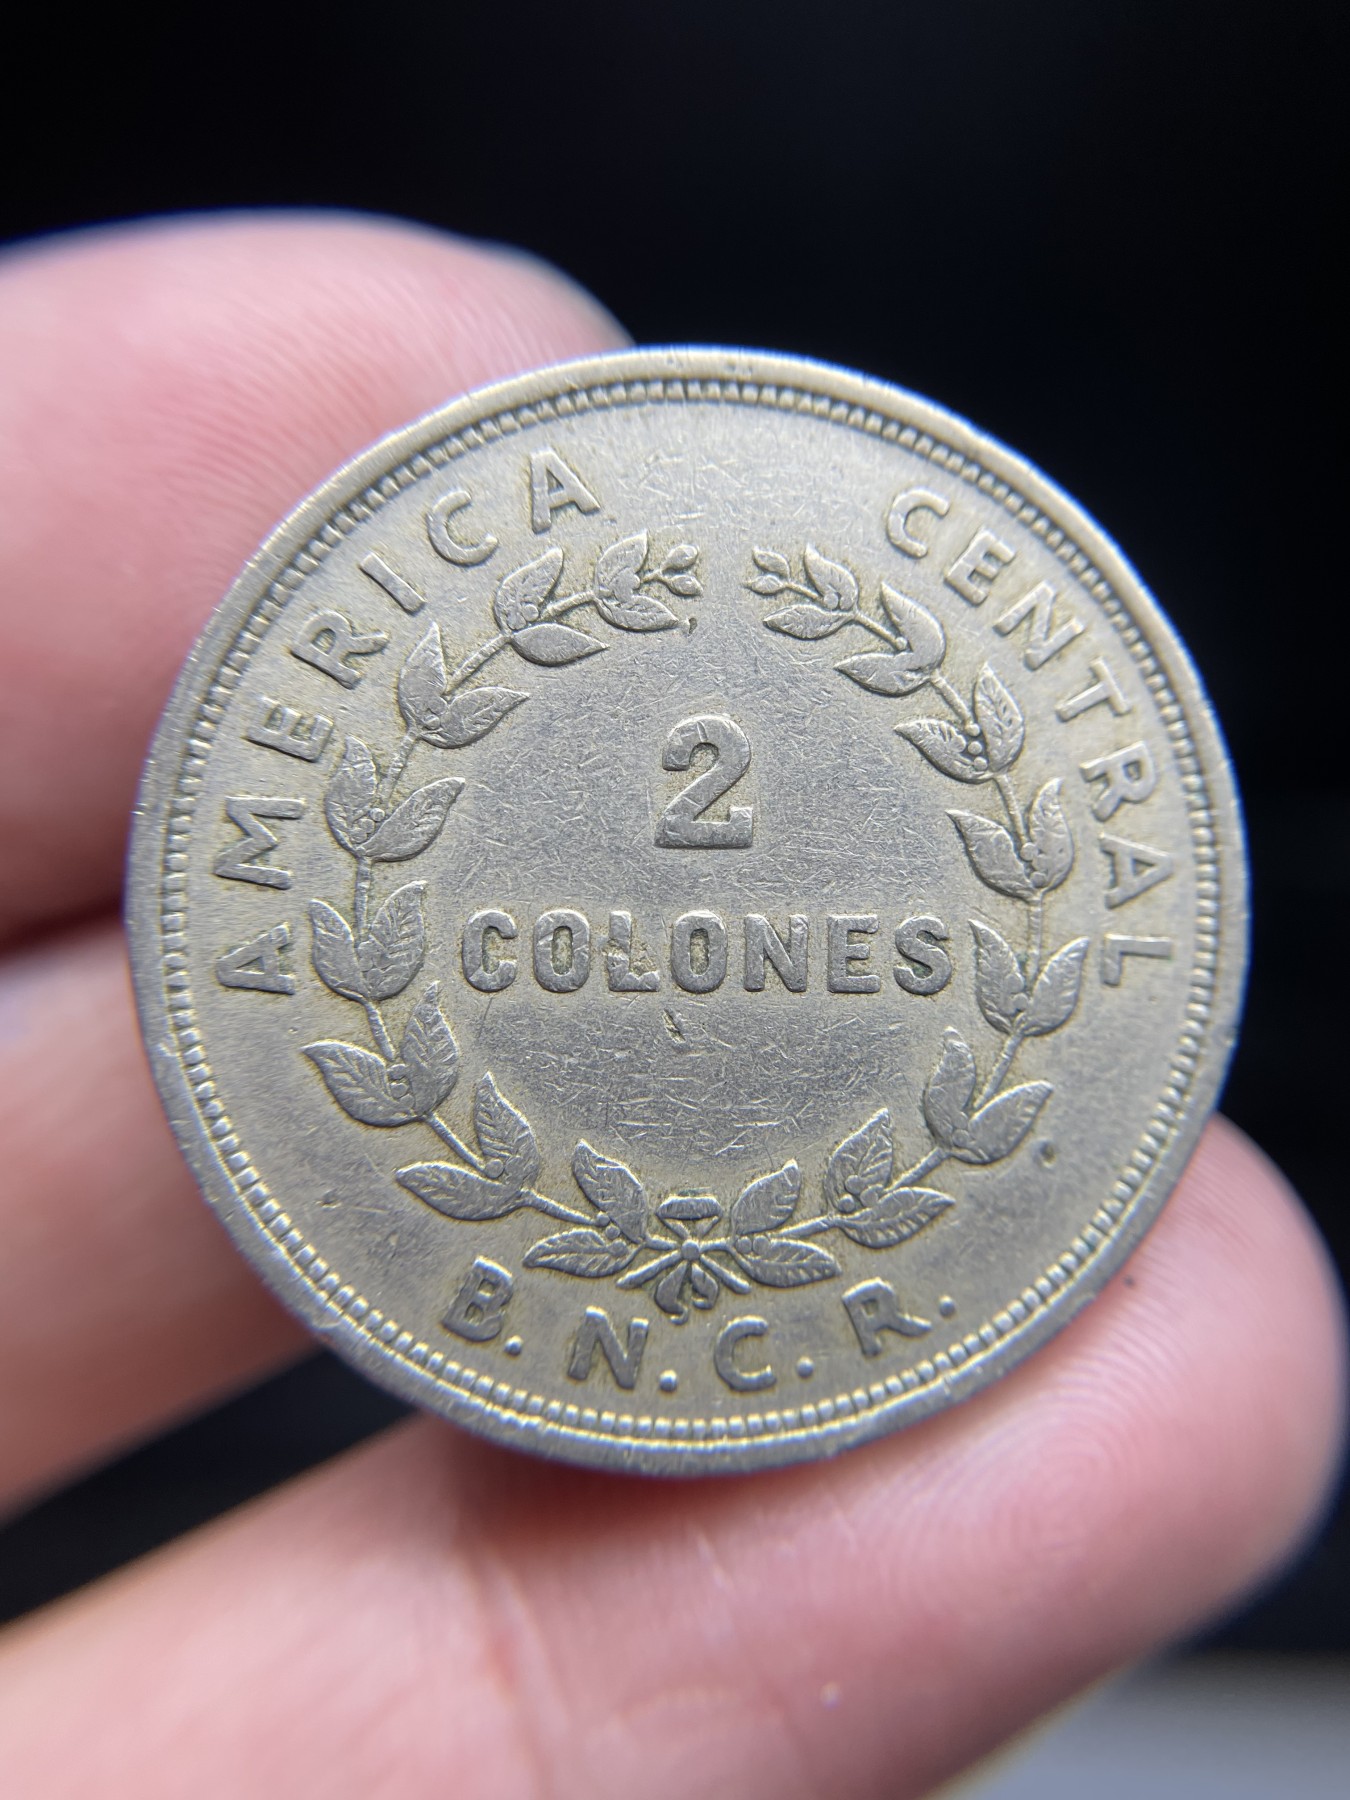 AMERICA CENTRAL
2
COLONES
B.N.C.R.